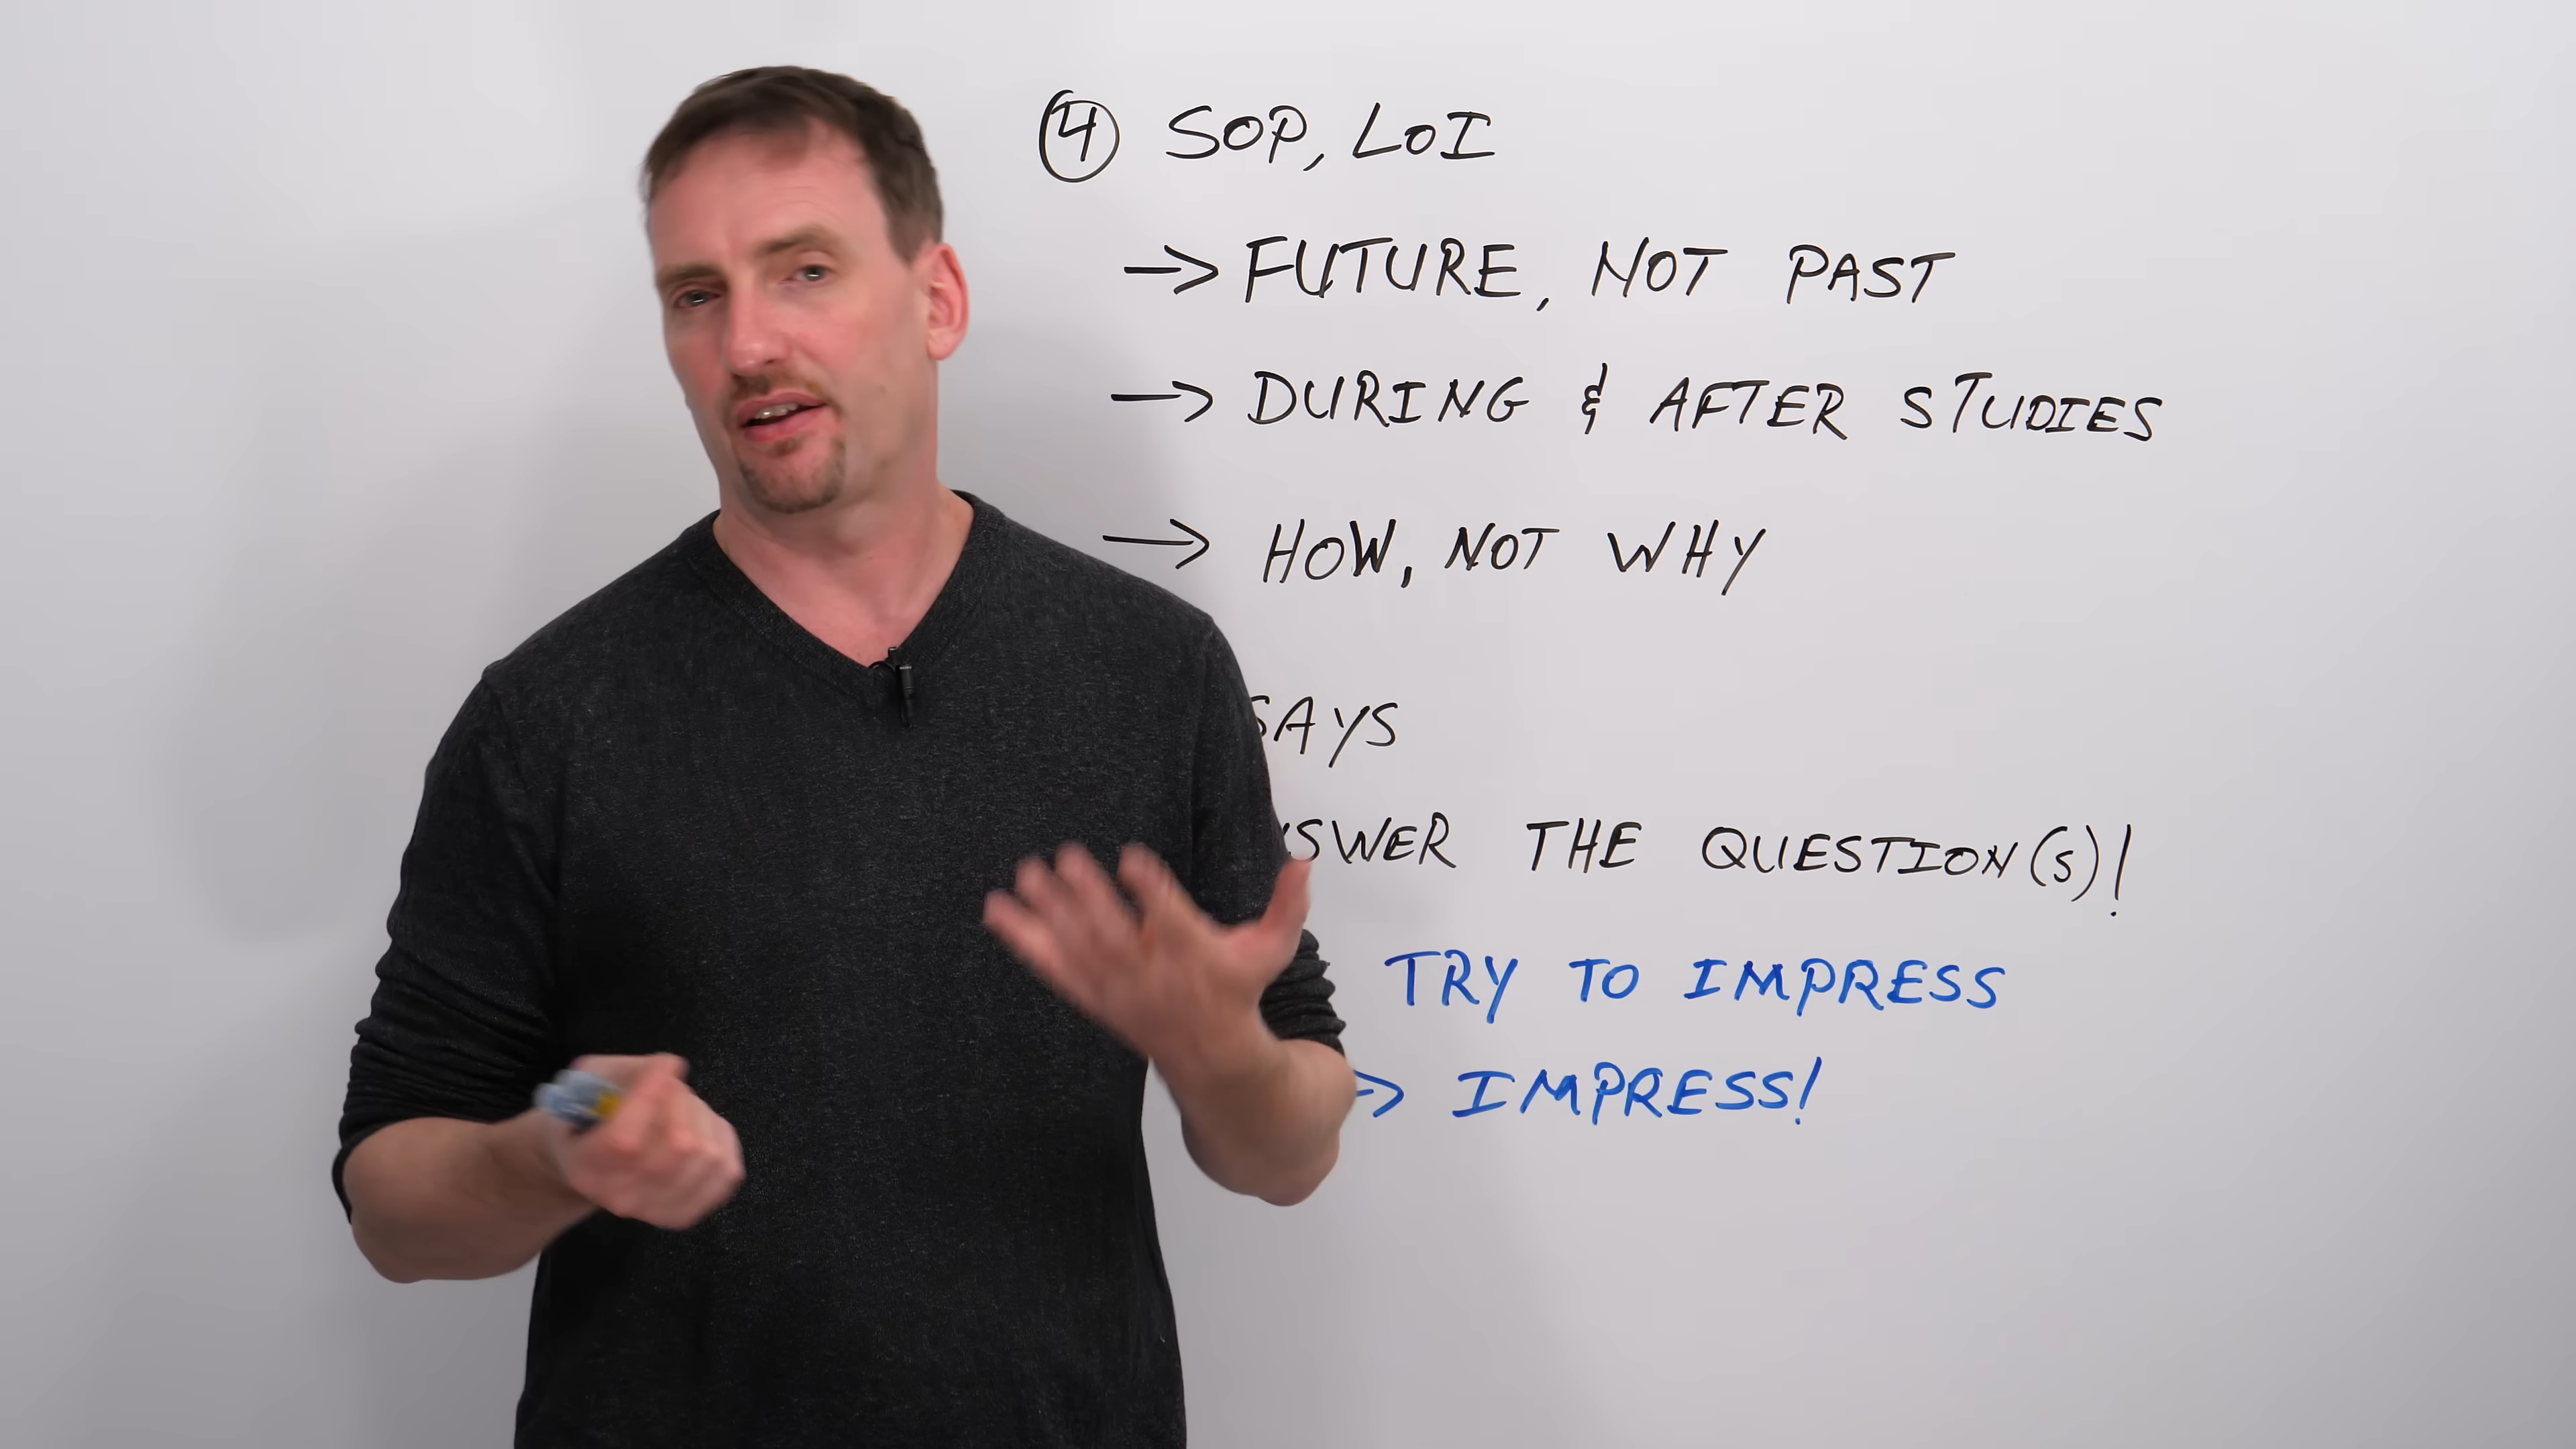 ④ SOP, LOI
→ FUTURE, NOT PAST
→ DURING & AFTER STUDIES
→ HOW, NOT WHY
SAYS
SWER THE QUESTION(S)!
TRY TO IMPRESS
→ IMPRESS!